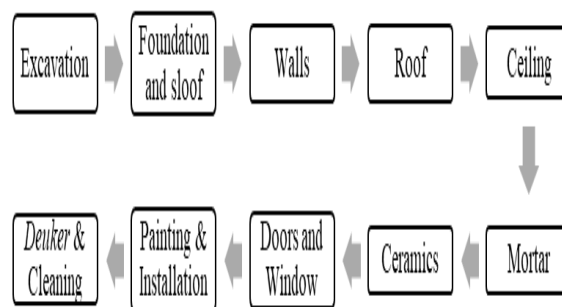 Excavation
Foundation
and sloof
Walls
Roof
Ceiling
Mortar
Ceramics
Doors and
Window
Painting &
Installation
Deuker &
Cleaning